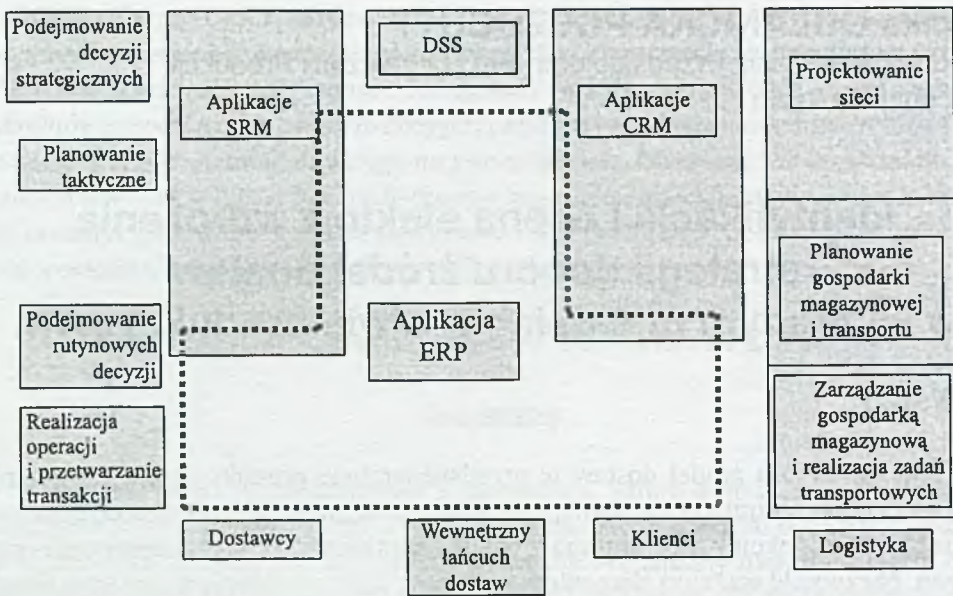 Podejmowanie
decyzji
strategicznych
DSS
Projektowanie
sieci
Aplikacje
SRM
Aplikacje
CRM
Planowanie
taktyczne
Planowanie
gospodarki
magazynowej
i transportu
Podejmowanie
rutynowych
decyzji
Aplikacja
ERP
Realizacja
operacji
i przetwarzanie
transakcji
Zarządzanie
gospodarką
magazynową
i realizacja zadań
transportowych
Dostawcy
Wewnętrzny
łańcuch
dostaw
Klienci
Logistyka